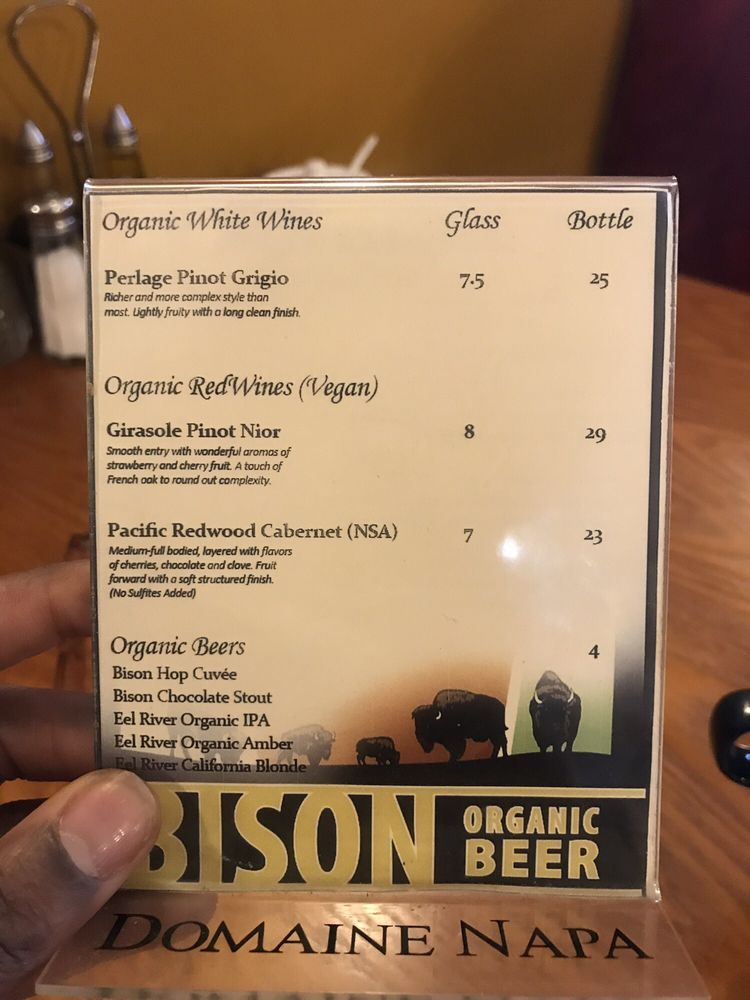 Organic White Wines Glass Bottle
Perlage Pinot Grigio 7.5 25
Richer and more complex style than
most. Lightly fruity with a long clean finish.
Organic RedWines (Vegan)
Girasole Pinot Nior 8 29
Smooth entry with wonderful aromas of
strawberry and cherry fruit. A touch of
French oak to round out complexity.
Pacific Redwood Cabernet (NSA) 7 23
Medium-full bodied, layered with flavors
of cherries, chocolate and clove. Fruit
forward with a soft structured finish.
(No Sulfites Added)
Organic Beers 4
Bison Hop Cuvée
Bison Chocolate Stout
Eel River Organic IPA
Eel River Organic Amber
Eel River California Blonde
BISON ORGANIC
BEER
DOMAINE NAPA